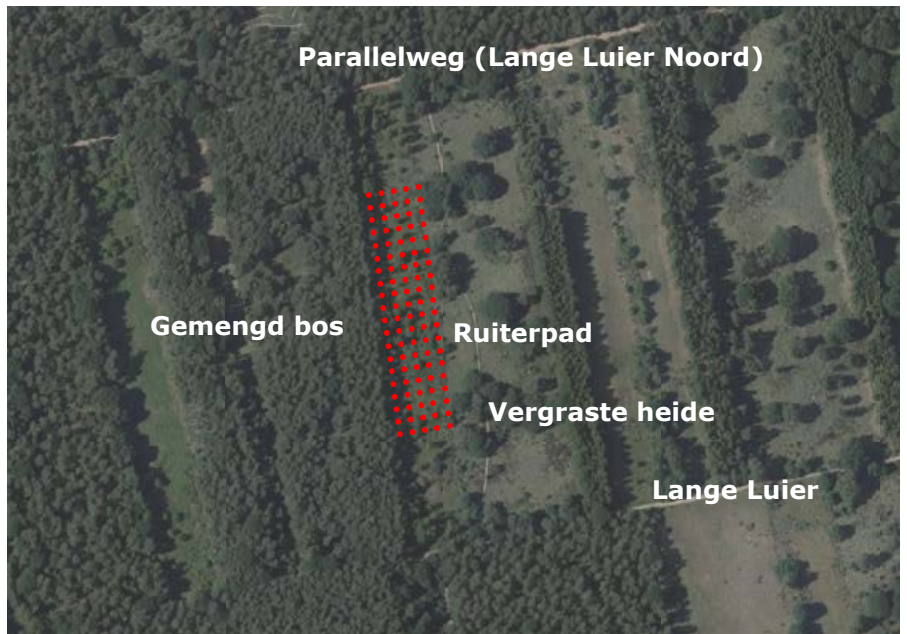 Parallelweg (Lange Luier Noord)
Gemengd bos
Ruiterpad
Vergraste heide
Lange Luier